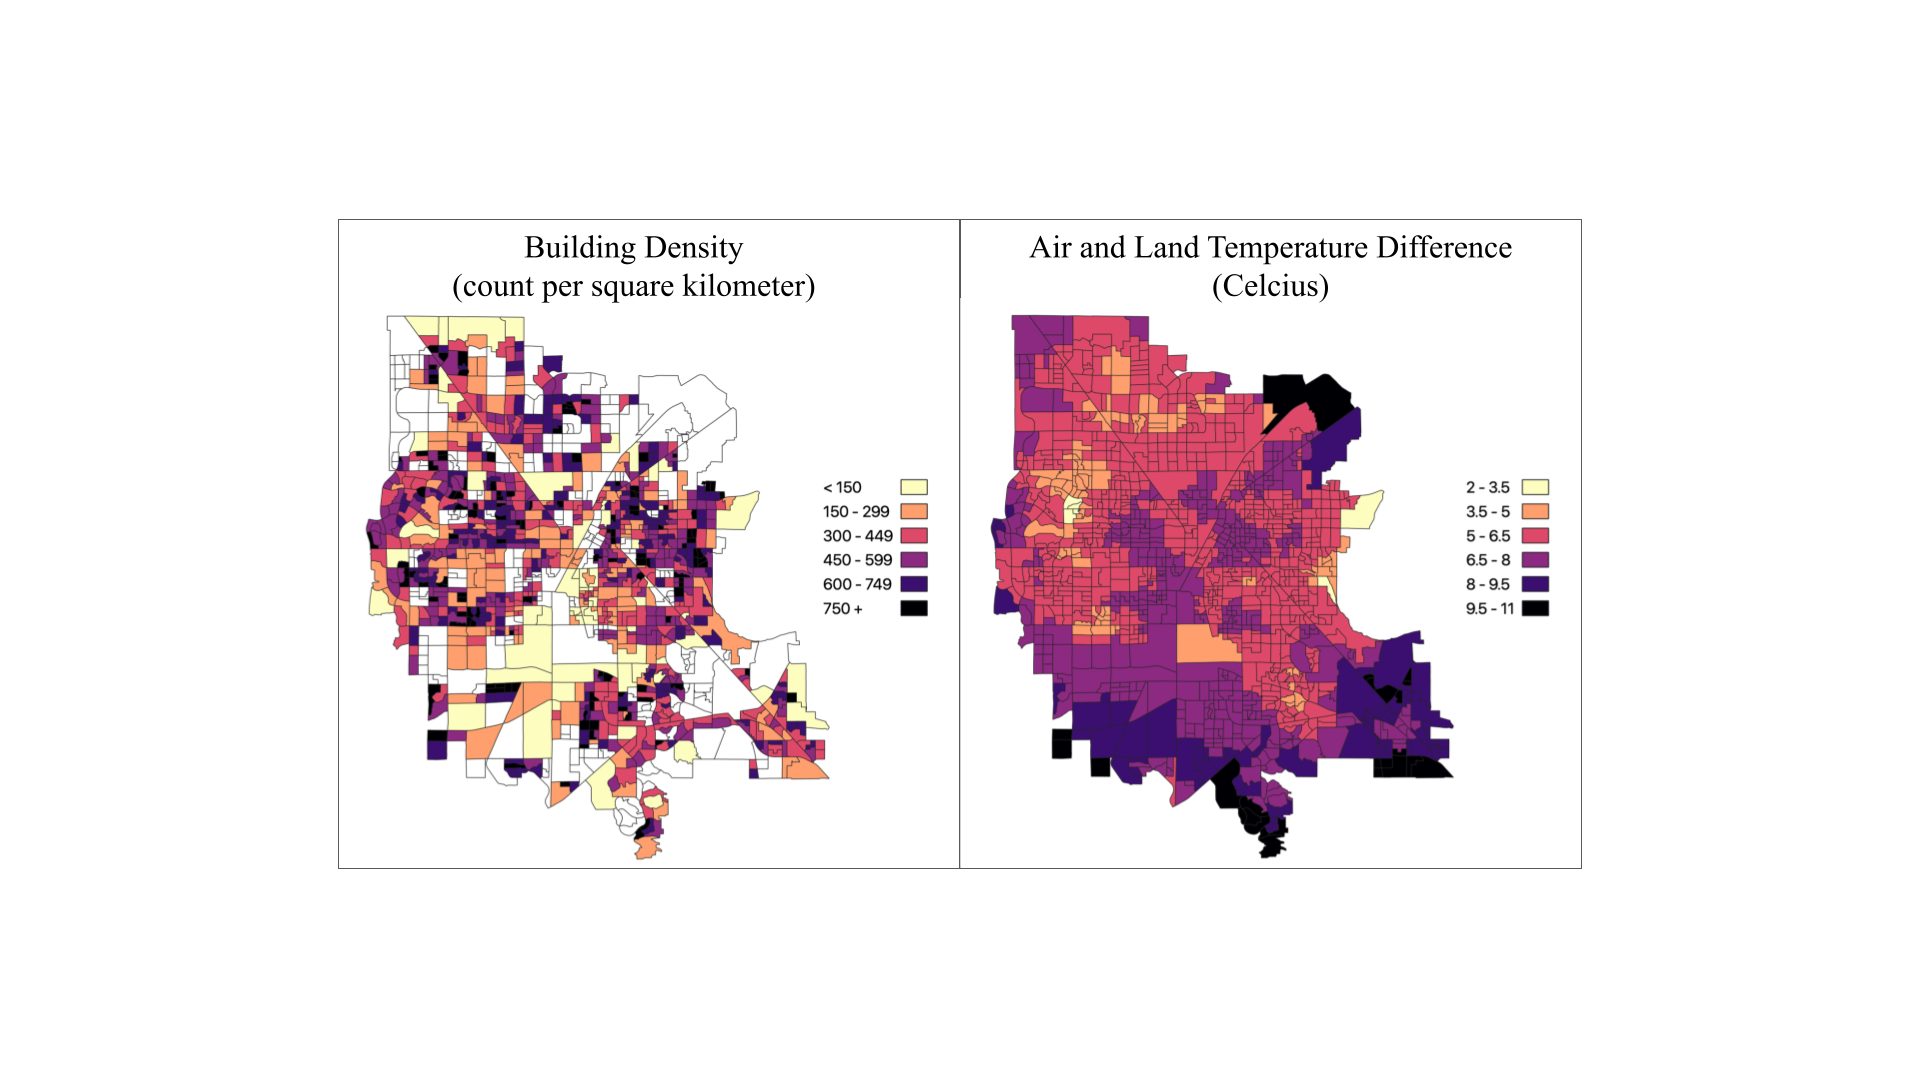 Building Density
(count per square kilometer)
< 150
150 - 299
300 - 449
450 - 599
600 - 749
750 +
Air and Land Temperature Difference
(Celcius)
2 - 3.5
3.5 - 5
5 - 6.5
6.5 - 8
8 - 9.5
9.5 - 11